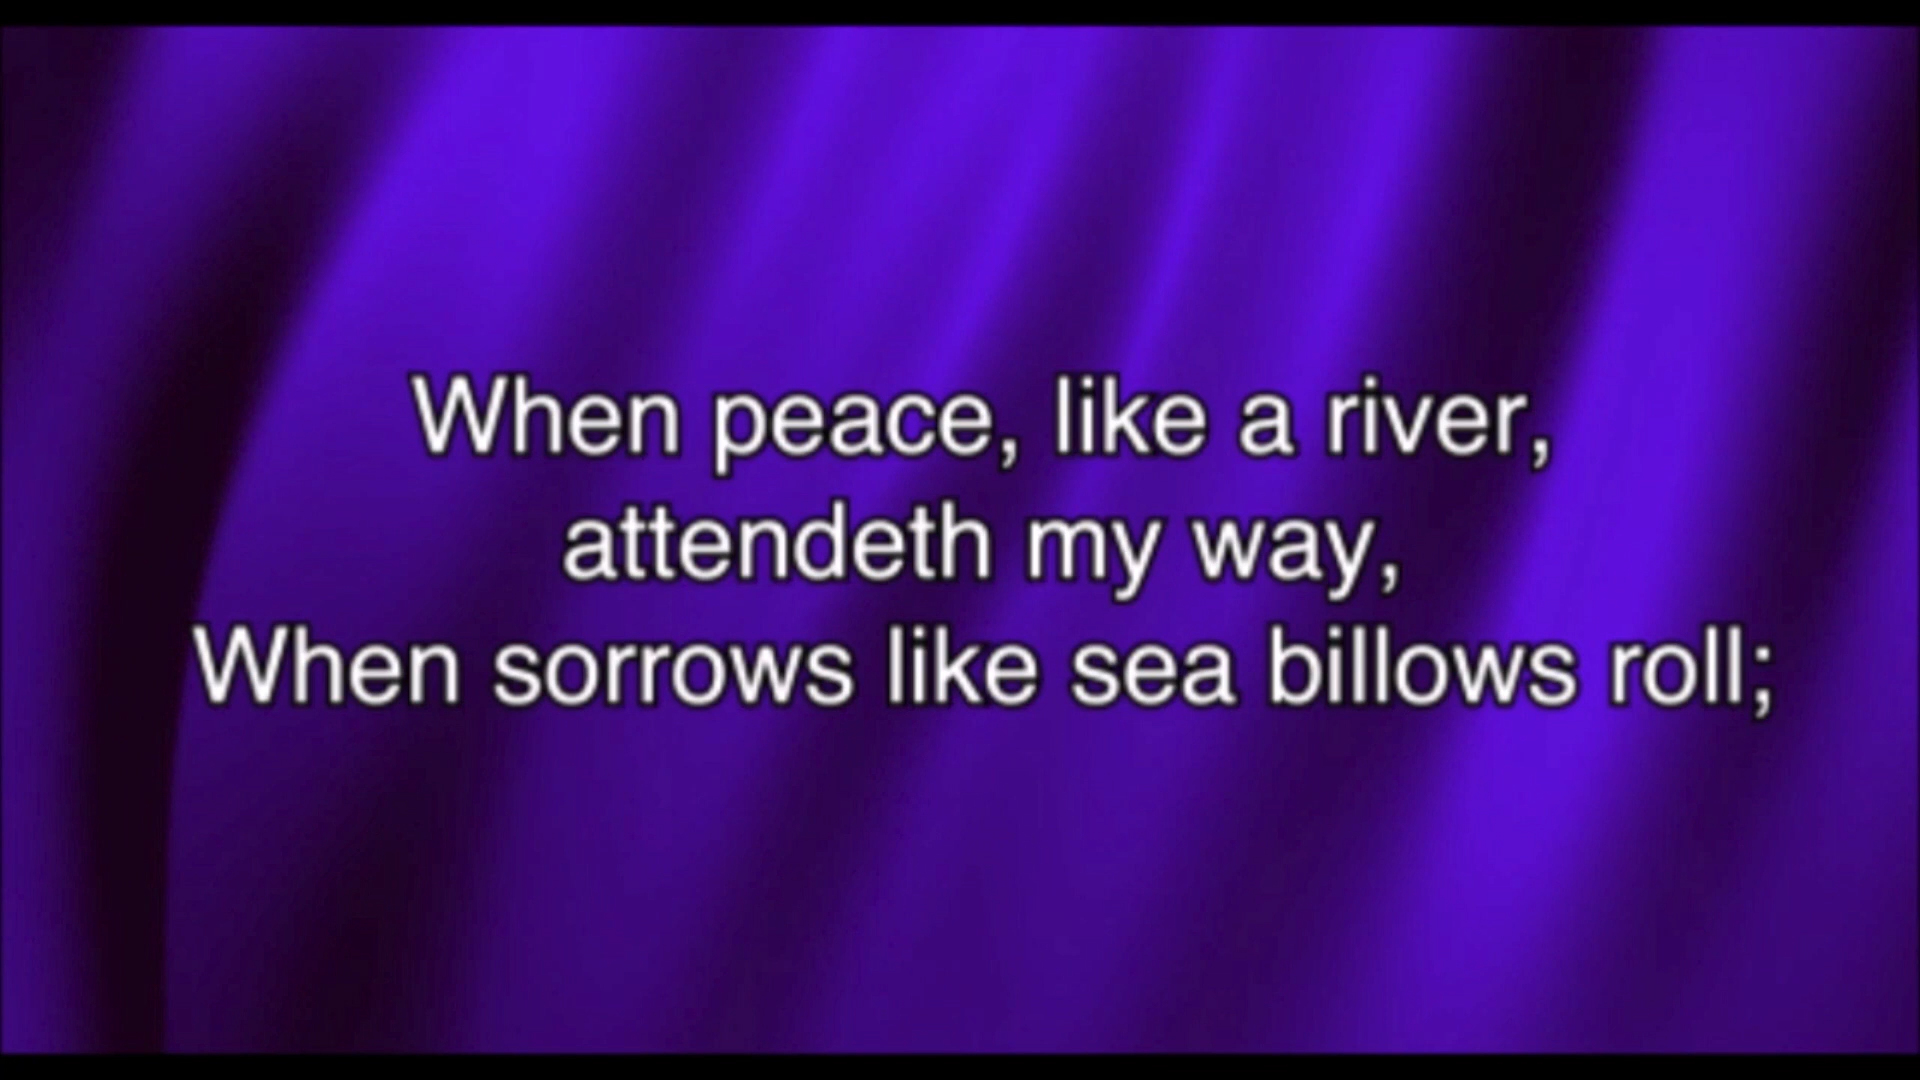 When peace, like a river,
attendeth my way,
When sorrows like sea billows roll;